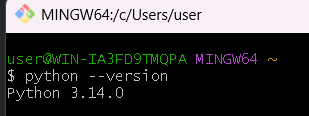 MINGW64:/c/Users/user
user@WIN-IA3FD9TMQPA MINGW64 ~
$ python --version
Python 3.14.0